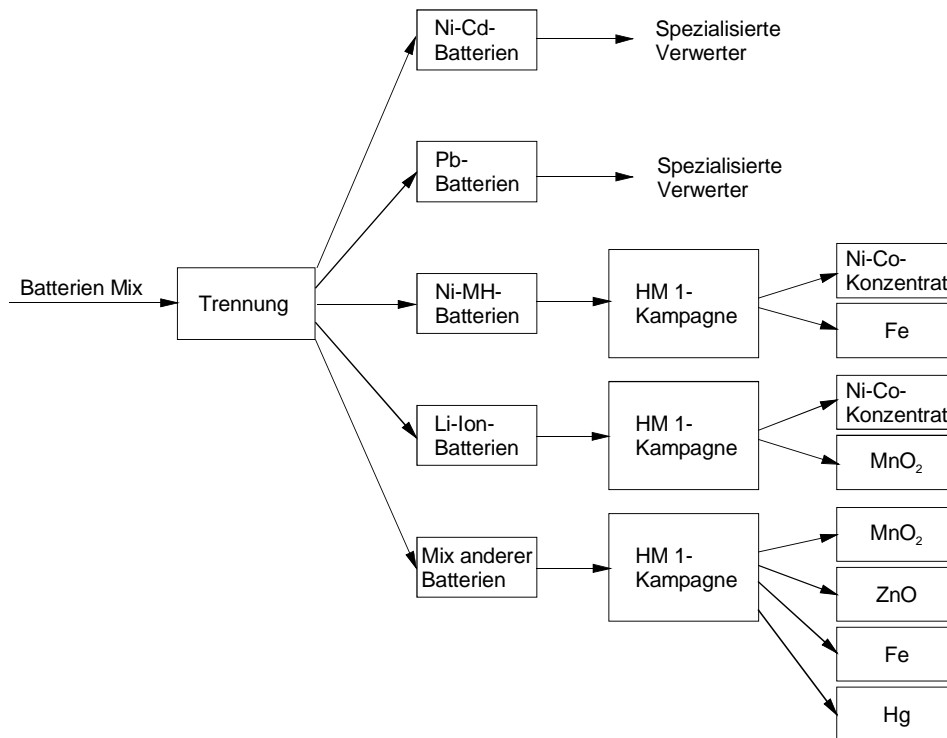 Batterien Mix
Trennung
Ni-Cd-
Batterien
Spezialisierte
Verwerter
Pb-
Batterien
Spezialisierte
Verwerter
Ni-MH-
Batterien
HM 1-
Kampagne
Ni-Co-
Konzentrat
Fe
Li-Ion-
Batterien
HM 1-
Kampagne
Ni-Co-
Konzentrat
MnO₂
Mix anderer
Batterien
HM 1-
Kampagne
MnO₂
ZnO
Fe
Hg